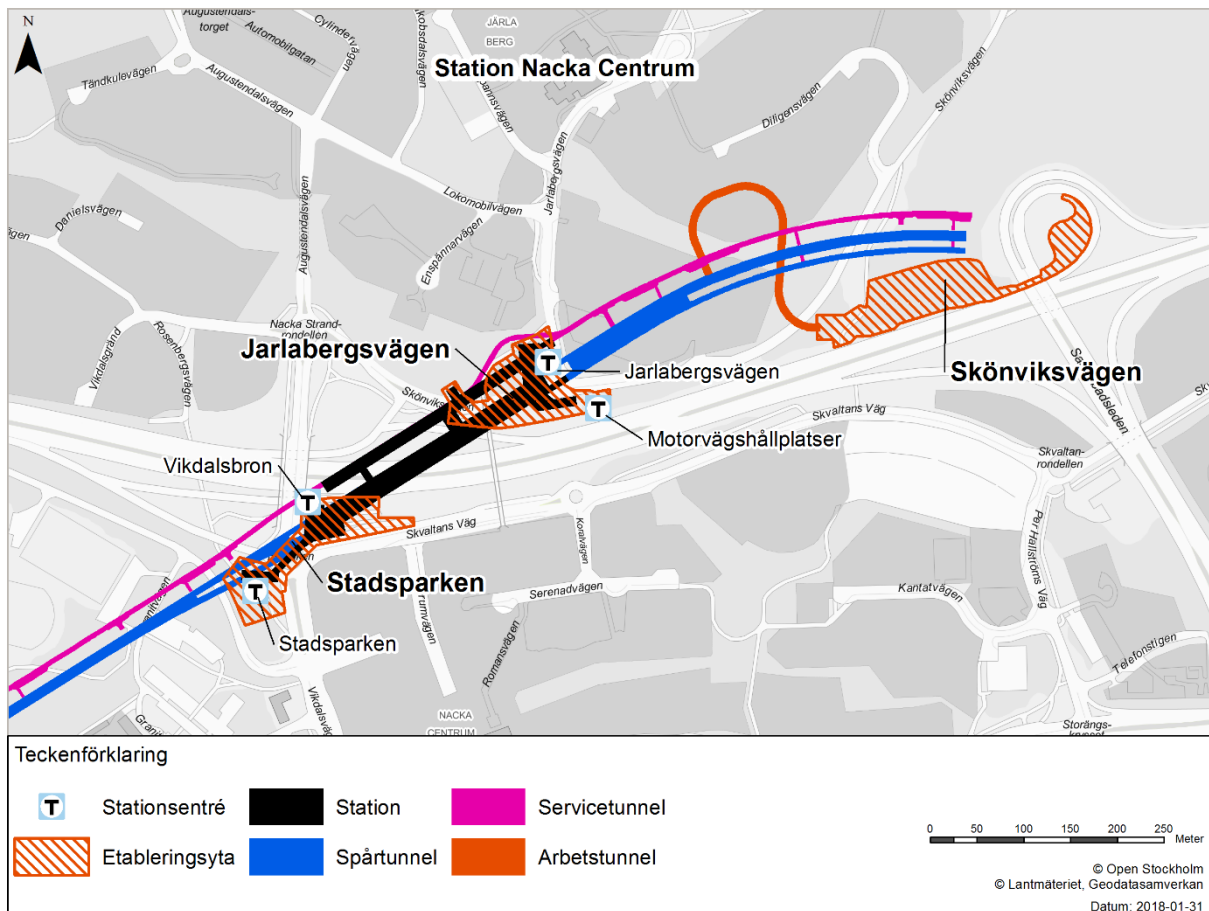 N
Augustendals-
torget
Automobilgatan
Cylindervägen
Jakobsdalsvägen
JÄRLA
BERG
Station Nacka Centrum
Tändkulevägen
Augustendalsvägen
Jarlabergsvägen
Diligensvägen
Skönviksvägen
Danielsvägen
Lokomobilvägen
Enspännarvägen
Augustendalsvägen
Jarlabergsvägen
Vikdalsgränd
Rosenbergsvägen
Nacka Strand-
rondellen
Jarlabergsvägen
Jarlabergsvägen
Skönviksvägen
Skvaltans Väg
Motorvägshållplatser
Skvaltan-
rondellen
Vikdalsbron
Skvaltans Väg
Koralvägen
Per Hallströms Väg
Stadsparken
Serenadvägen
Kantatvägen
Stadsparken
Romansvägen
Telefonstigen
NACKA
CENTRUM
Teckenförklaring
T Stationsentré
Station
Servicetunnel
Etableringsyta
Spårtunnel
Arbetstunnel
0 50 100 150 200 250
Meter
© Open Stockholm
© Lantmäteriet, Geodatasamverkan
Datum: 2018-01-31